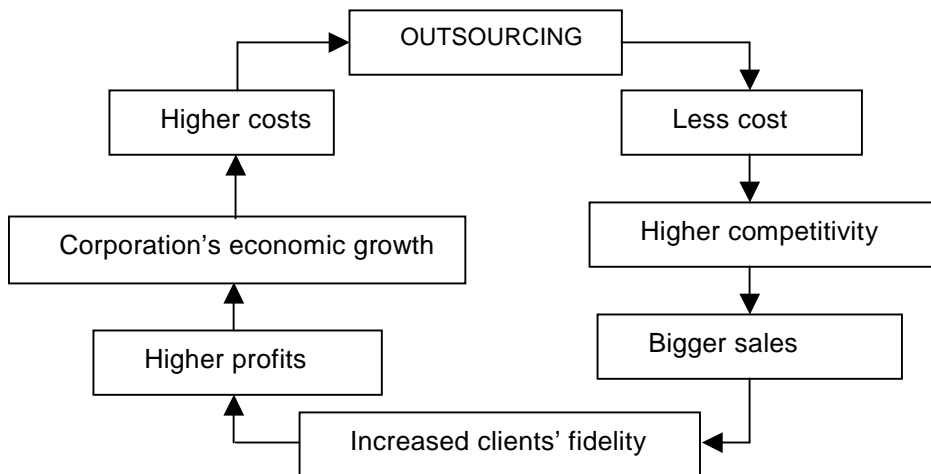 OUTSOURCING
Less cost
Higher competitivity
Bigger sales
Increased clients’ fidelity
Higher profits
Corporation’s economic growth
Higher costs